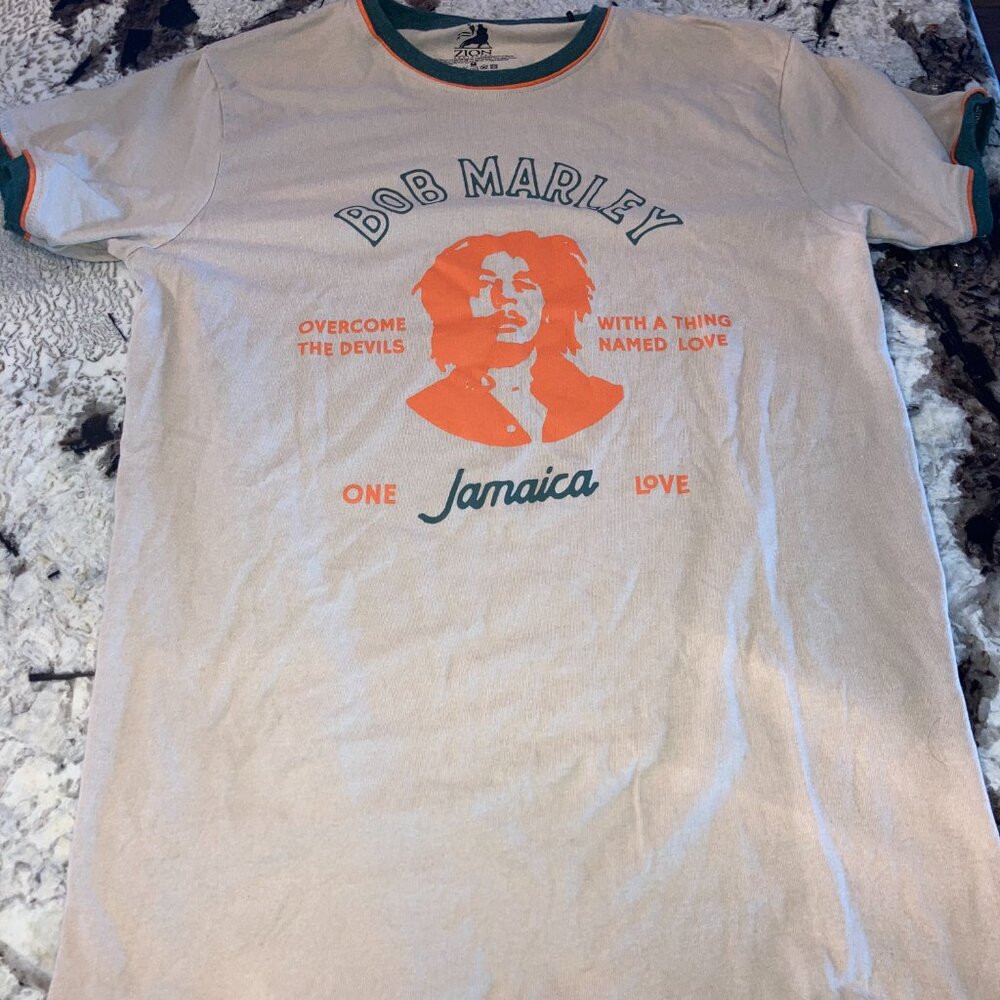 ZION
M
BOB MARLEY
OVERCOME
THE DEVILS
WITH A THING
NAMED LOVE
ONE Jamaica LOVE